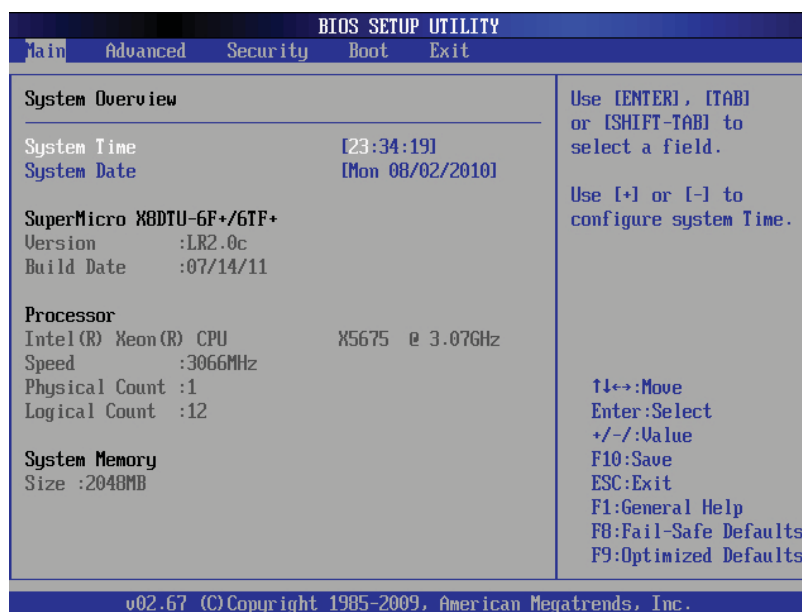 BIOS SETUP UTILITY
Main Advanced Security Boot Exit
System Overview
System Time [23:34:19]
System Date [Mon 08/02/2010]
SuperMicro X8DTU-6F+/6TF+
Version :LR2.0c
Build Date :07/14/11
Processor
Intel(R) Xeon(R) CPU X5675 @ 3.07GHz
Speed :3066MHz
Physical Count :1
Logical Count :12
System Memory
Size :2048MB
Use [ENTER], [TAB]
or [SHIFT-TAB] to
select a field.
Use [+] or [-] to
configure system Time.
↑↓←→:Move
Enter:Select
+/-/:Value
F10:Save
ESC:Exit
F1:General Help
F8:Fail-Safe Defaults
F9:Optimized Defaults
v02.67 (C)Copyright 1985-2009, American Megatrends, Inc.